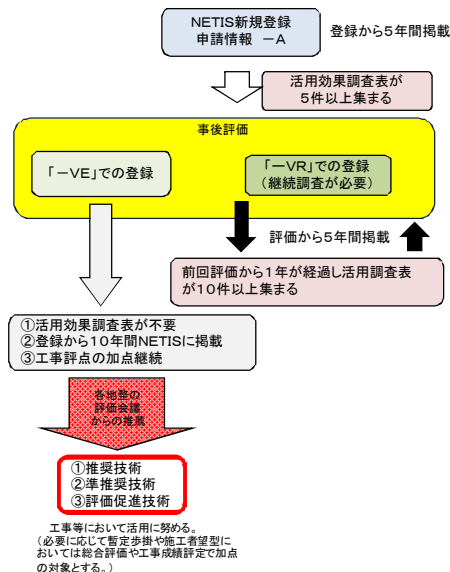 NETIS新規登録
申請情報 －A
登録から5年間掲載
活用効果調査表が
5件以上集まる
事後評価
「－VE」での登録
「－VR」での登録
（継続調査が必要）
評価から5年間掲載
前回評価から1年が経過し活用調査表
が10件以上集まる
①活用効果調査表が不要
②登録から10年間NETISに掲載
③工事評点の加点継続
各地整の
評価会議
からの推薦
①推奨技術
②準推奨技術
③評価促進技術
工事等において活用に努める。
（必要に応じて暫定歩掛や施工者望型に
おいては総合評価や工事成績評定で加点
の対象とする。）